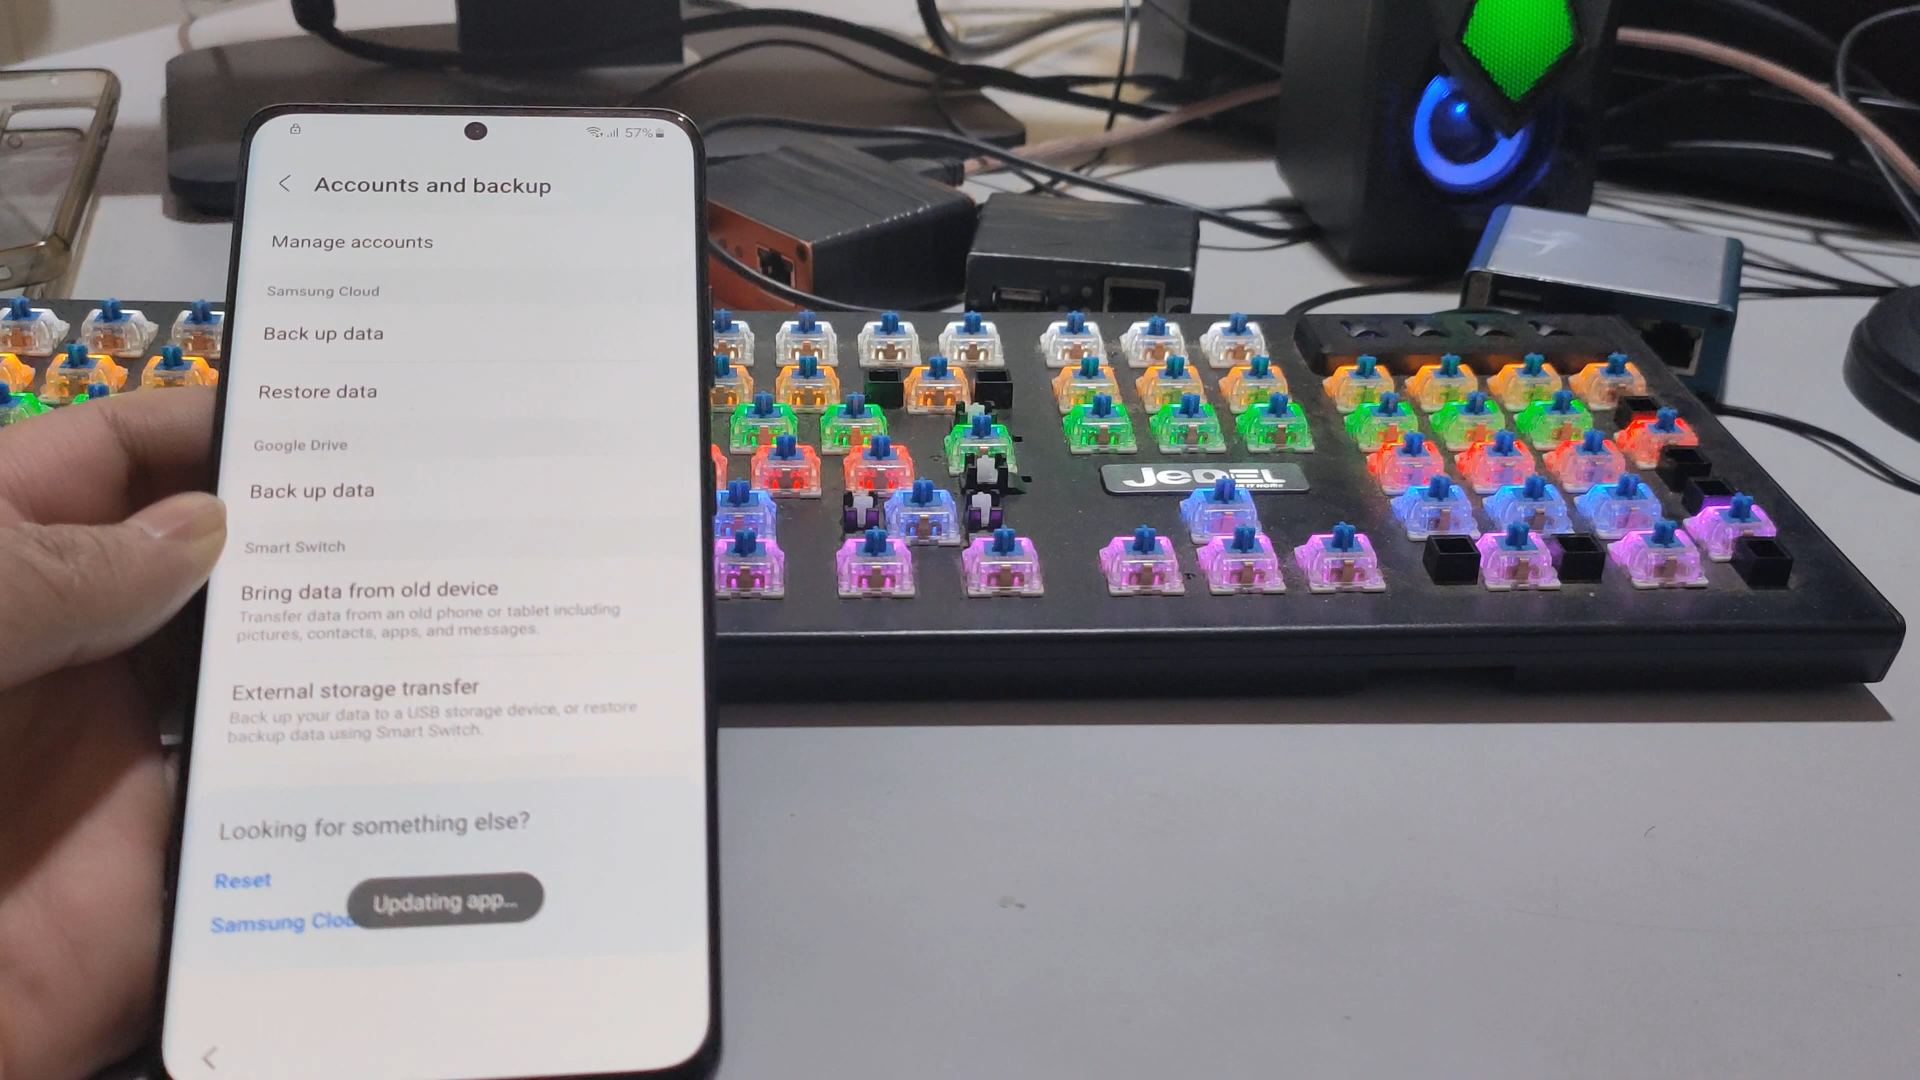 57%
Accounts and backup
Manage accounts
Samsung Cloud
Back up data
Restore data
Google Drive
Back up data
Smart Switch
Bring data from old device
Transfer data from an old phone or tablet including
pictures, contacts, apps, and messages.
External storage transfer
Back up your data to a USB storage device, or restore
backup data using Smart Switch.
Looking for something else?
Reset
Updating app...
Samsung Clou
JEDEL